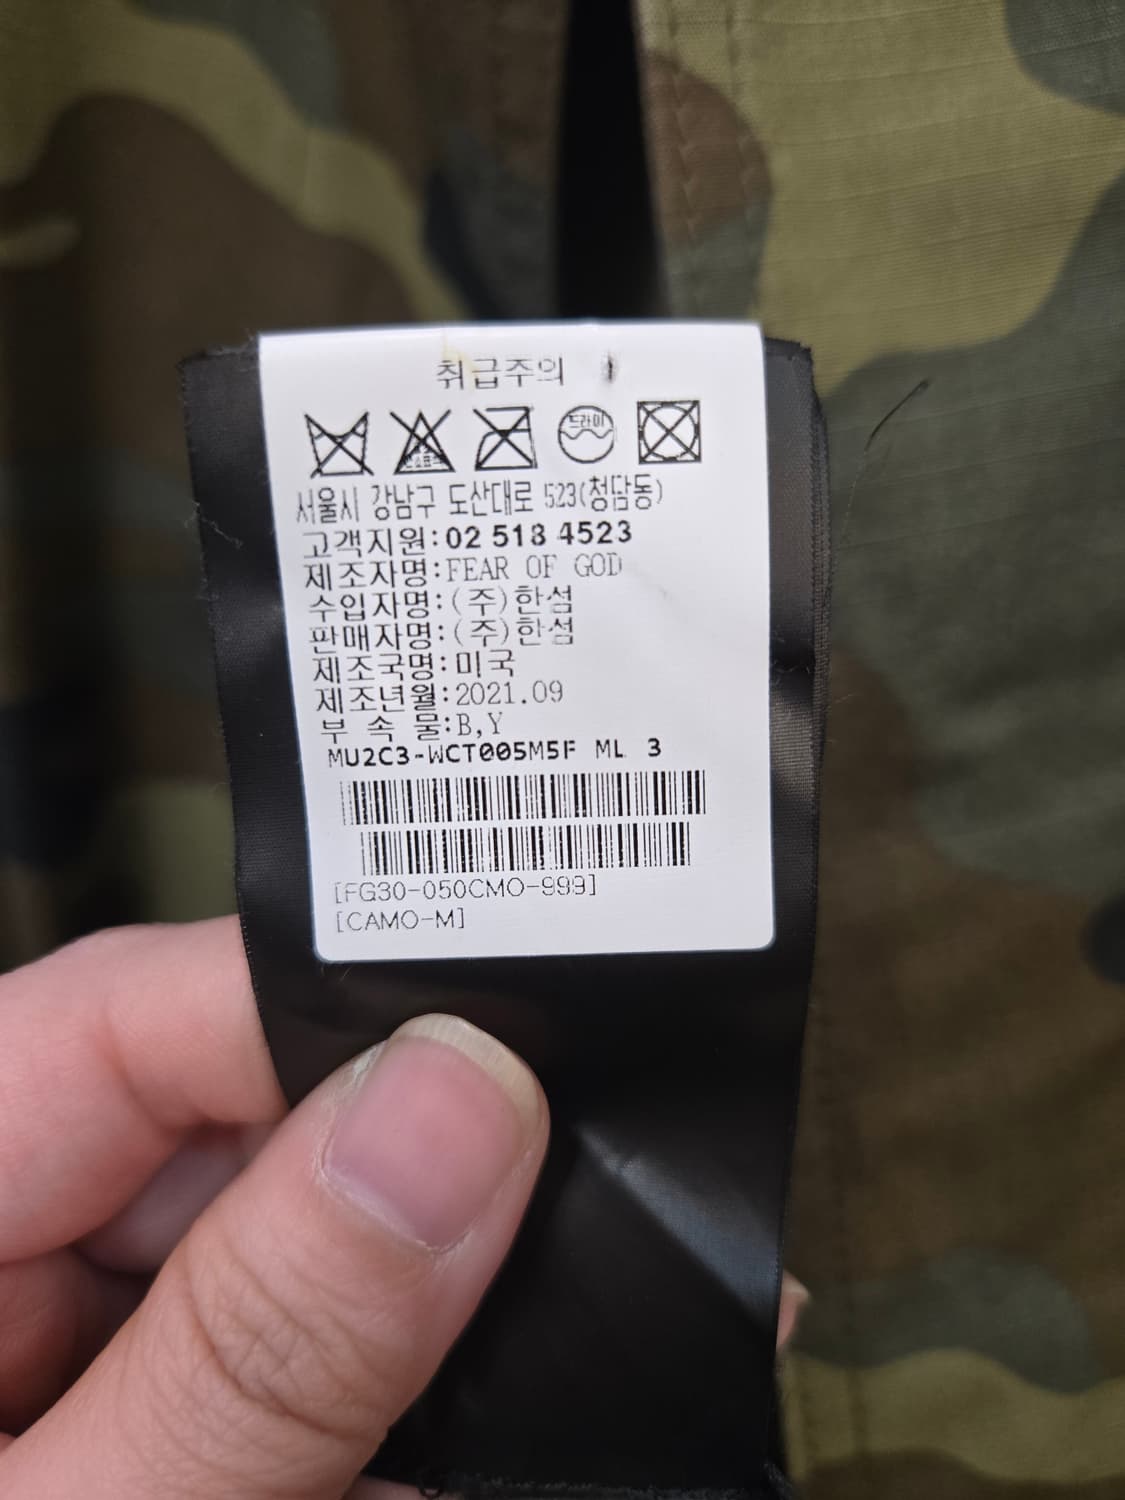 취급주의
드라이
서울시 강남구 도산대로 523(청담동)
고객지원:02 518 4523
제조자명:FEAR OF GOD
수입자명:(주)한섬
판매자명:(주)한섬
제조국명:미국
제조년월:2021.09
부 속 물:B,Y
MU2C3-WCT005M5F ML 3
[FG30-050CMO-999]
[CAMO-M]